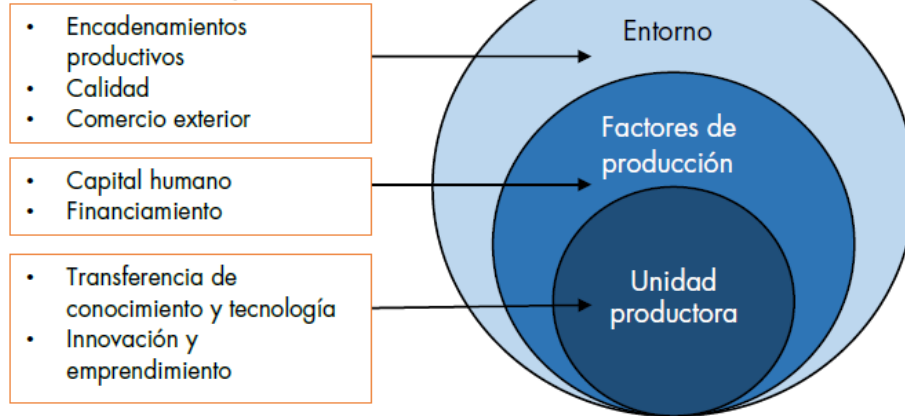 • Encadenamientos
productivos
• Calidad
• Comercio exterior
Entorno
Factores de
producción
• Capital humano
• Financiamiento
• Transferencia de
conocimiento y tecnología
• Innovación y
emprendimiento
Unidad
productora